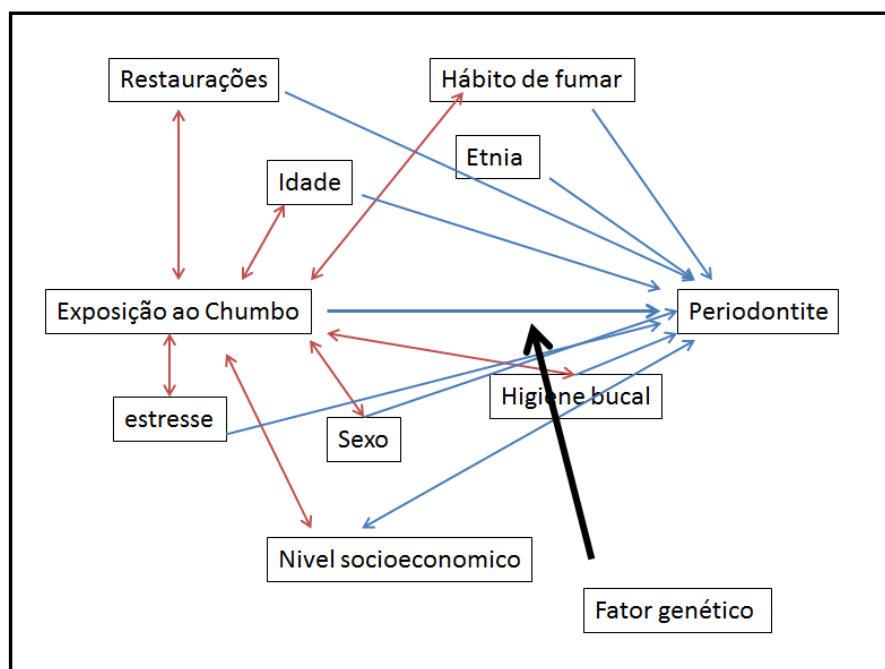 Restaurações
Hábito de fumar
Etnia
Idade
Exposição ao Chumbo
Periodontite
Higiene bucal
estresse
Sexo
Nivel socioeconomico
Fator genético